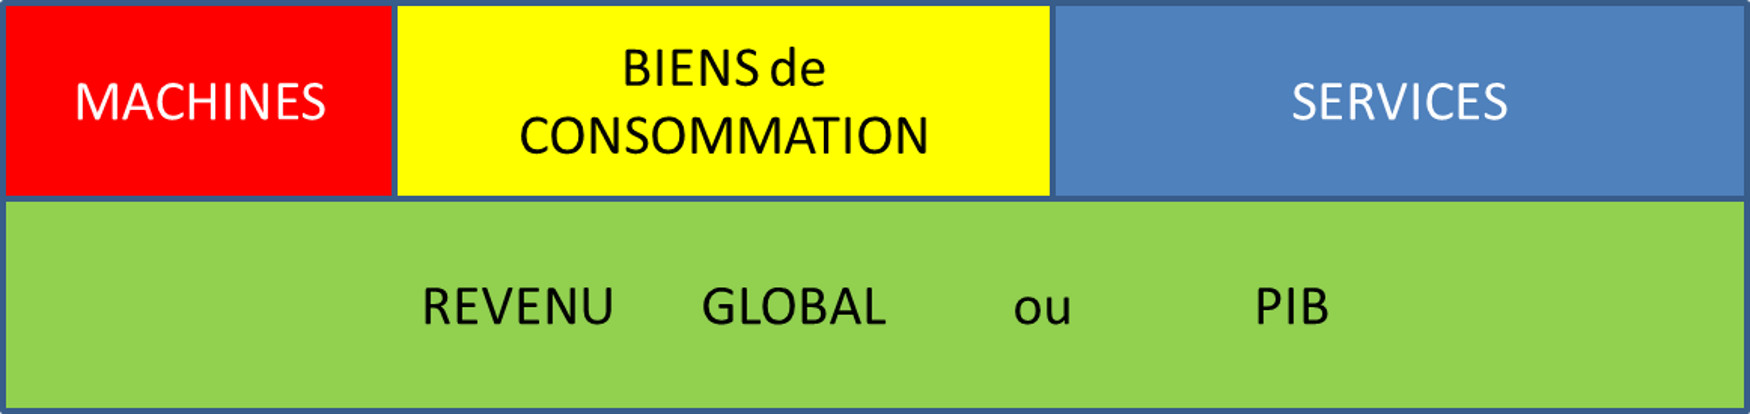 MACHINES
BIENS de
CONSOMMATION
SERVICES
REVENU GLOBAL ou PIB